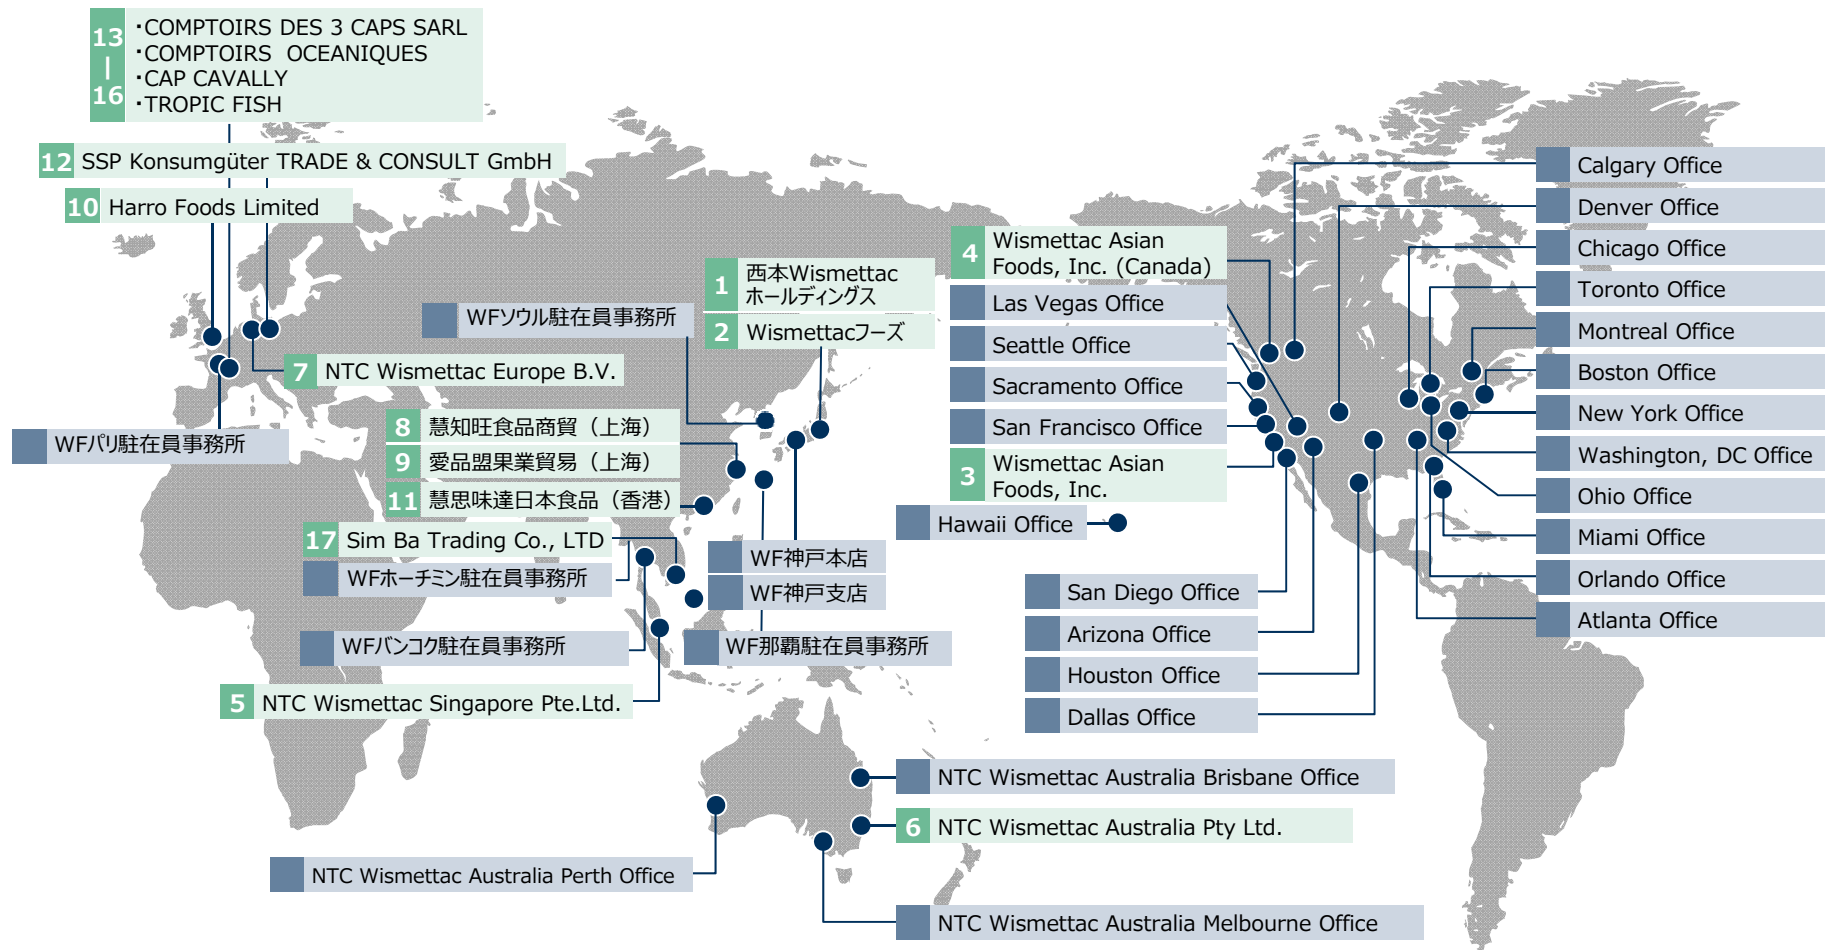 13
|
16
・COMPTOIRS DES 3 CAPS SARL
・COMPTOIRS OCEANIQUES
・CAP CAVALLY
・TROPIC FISH
12 SSP Konsumgüter TRADE & CONSULT GmbH
10 Harro Foods Limited
1 西本Wismettac
ホールディングス
2 Wismettacフーズ
WFソウル駐在員事務所
7 NTC Wismettac Europe B.V.
WFパリ駐在員事務所
8 慧知旺食品商貿（上海）
9 愛品盟果業貿易（上海）
11 慧思味達日本食品（香港）
17 Sim Ba Trading Co., LTD
WFホーチミン駐在員事務所
WF神戸本店
WF神戸支店
WFバンコク駐在員事務所
WF那覇駐在員事務所
5 NTC Wismettac Singapore Pte.Ltd.
4 Wismettac Asian
Foods, Inc. (Canada)
Las Vegas Office
Seattle Office
Sacramento Office
San Francisco Office
3 Wismettac Asian
Foods, Inc.
Hawaii Office
San Diego Office
Arizona Office
Houston Office
Dallas Office
Calgary Office
Denver Office
Chicago Office
Toronto Office
Montreal Office
Boston Office
New York Office
Washington, DC Office
Ohio Office
Miami Office
Orlando Office
Atlanta Office
NTC Wismettac Australia Brisbane Office
6 NTC Wismettac Australia Pty Ltd.
NTC Wismettac Australia Perth Office
NTC Wismettac Australia Melbourne Office